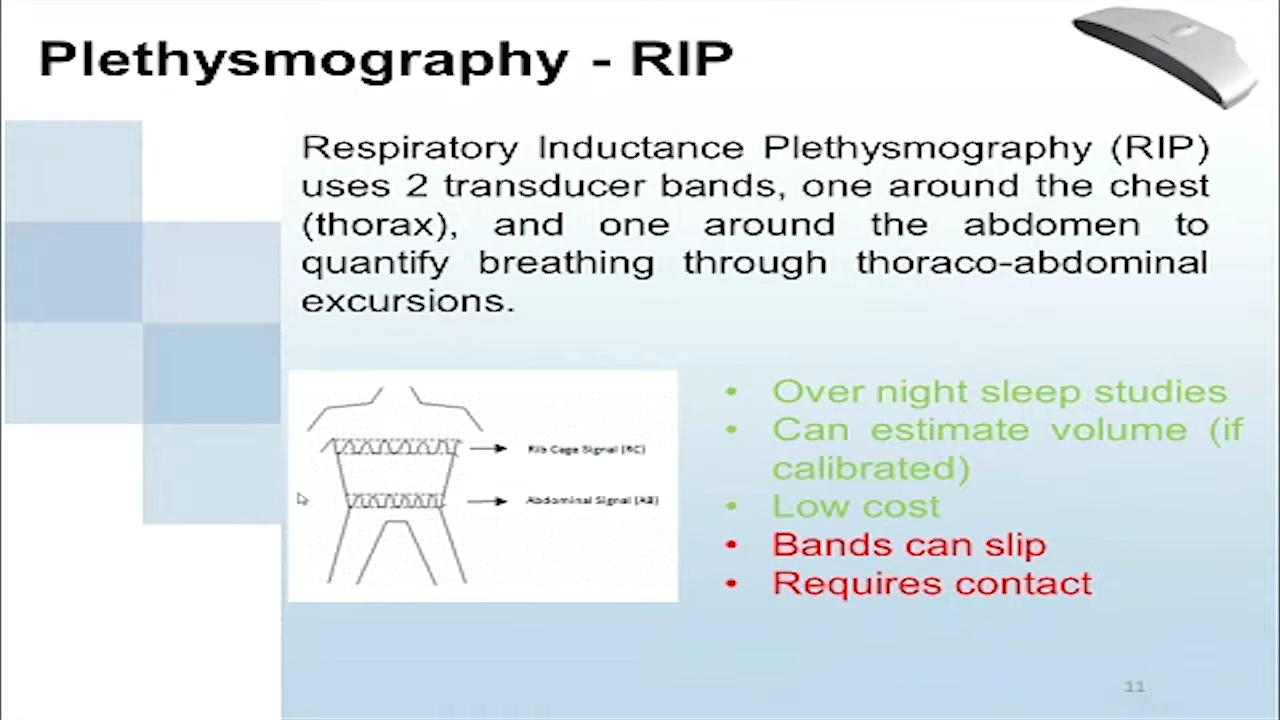 Plethysmography - RIP
Respiratory Inductance Plethysmography (RIP)
uses 2 transducer bands, one around the chest
(thorax), and one around the abdomen to
quantify breathing through thoraco-abdominal
excursions.
Rib Cage Signal (RC)
Abdominal Signal (AB)
• Over night sleep studies
• Can estimate volume (if
calibrated)
• Low cost
• Bands can slip
• Requires contact
11